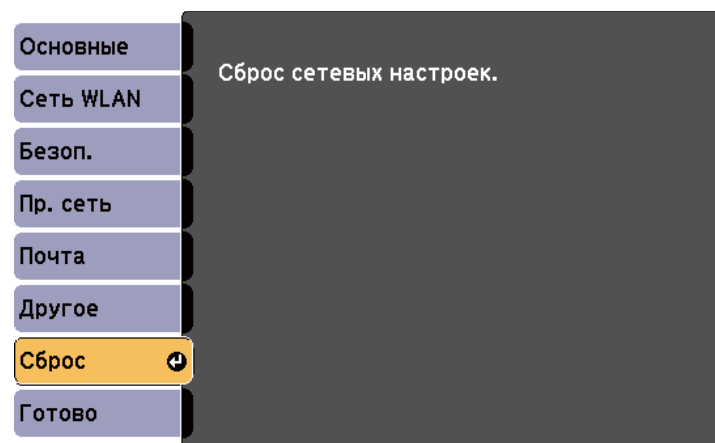 Основные
Сеть WLAN
Безоп.
Пр. сеть
Почта
Другое
Сброс
Готово
Сброс сетевых настроек.